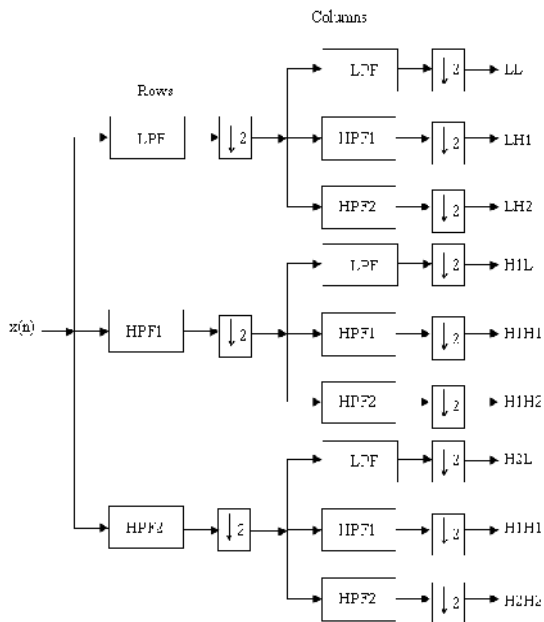 Columns
LPF ↓ 2 LL
Rows
LPF ↓ 2 HPF1 ↓ 2 LH1
HPF2 ↓ 2 LH2
LPF ↓ 2 H1L
x(n) HPF1 ↓ 2 HPF1 ↓ 2 H1H1
HPF2 ↓ 2 H1H2
LPF ↓ 2 H2L
HPF2 ↓ 2 HPF1 ↓ 2 H1H1
HPF2 ↓ 2 H2H2